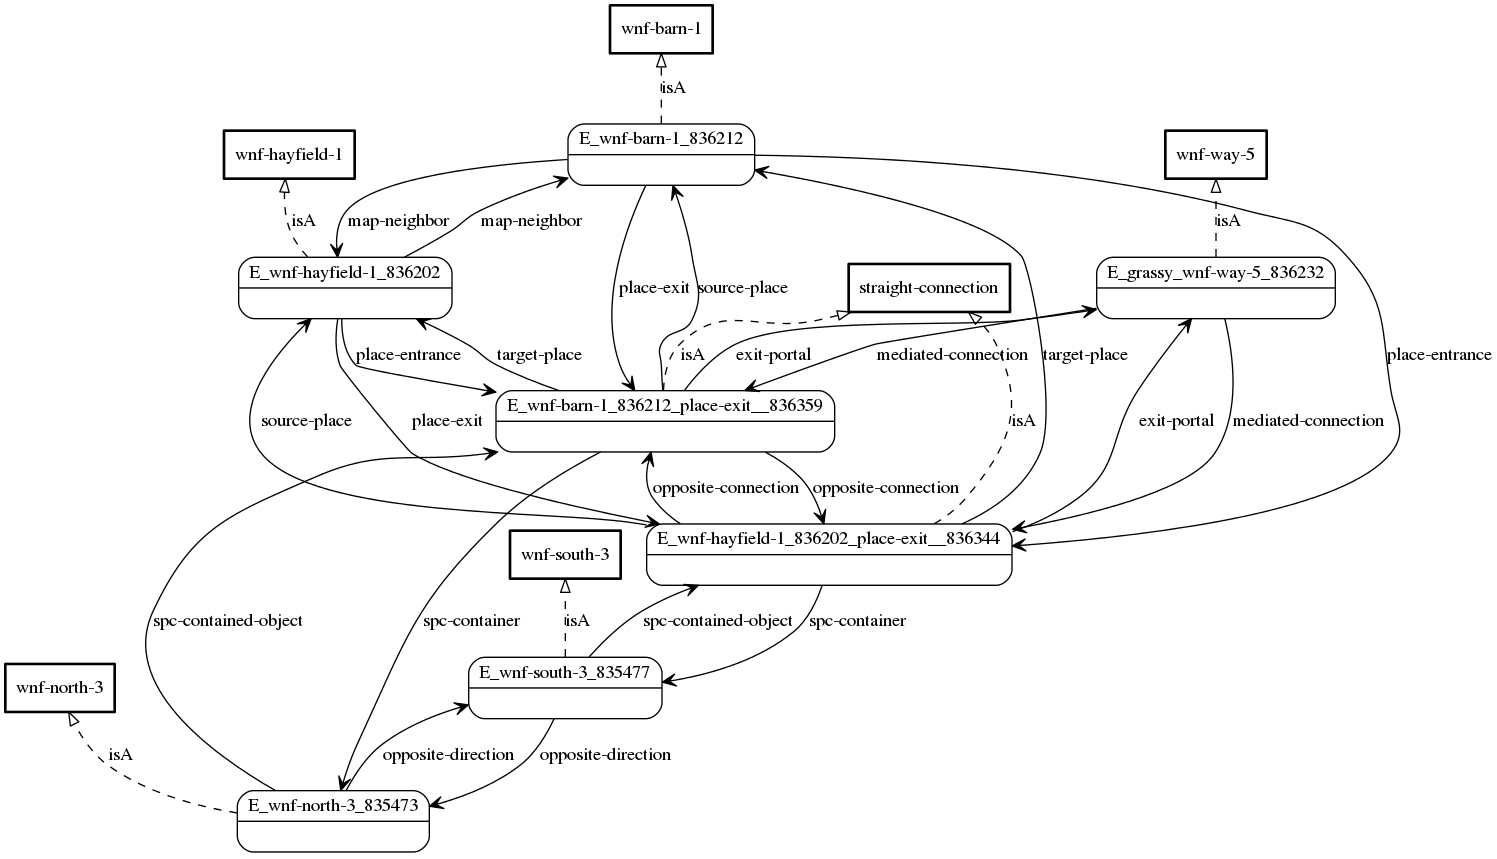 wnf-barn-1
isA
E_wnf-barn-1_836212
wnf-hayfield-1
wnf-way-5
isA
map-neighbor
map-neighbor
isA
E_wnf-hayfield-1_836202
E_grassy_wnf-way-5_836232
place-exit
source-place
straight-connection
place-entrance
target-place
isA
exit-portal
mediated-connection
target-place
place-entrance
E_wnf-barn-1_836212_place-exit__836359
source-place
place-exit
isA
exit-portal
mediated-connection
opposite-connection
opposite-connection
E_wnf-hayfield-1_836202_place-exit__836344
wnf-south-3
spc-contained-object
spc-container
isA
spc-contained-object
spc-container
E_wnf-south-3_835477
wnf-north-3
isA
opposite-direction
opposite-direction
E_wnf-north-3_835473